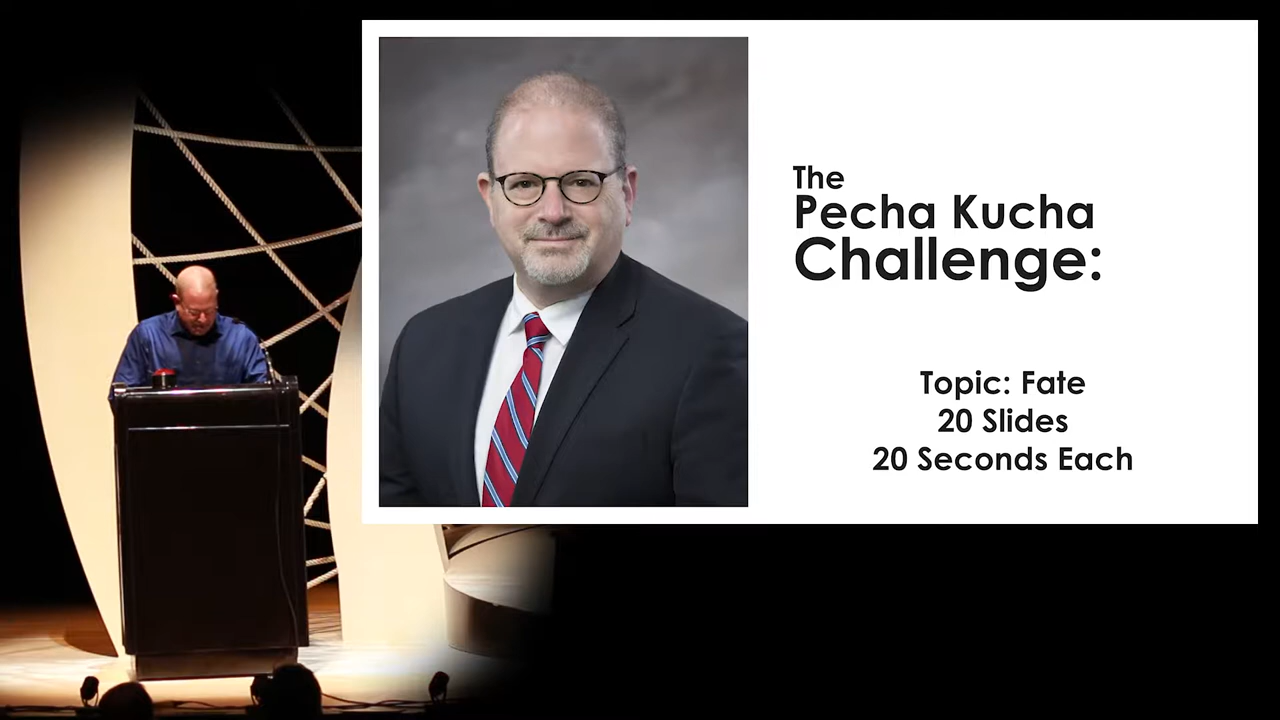 The
Pecha Kucha
Challenge:
Topic: Fate
20 Slides
20 Seconds Each